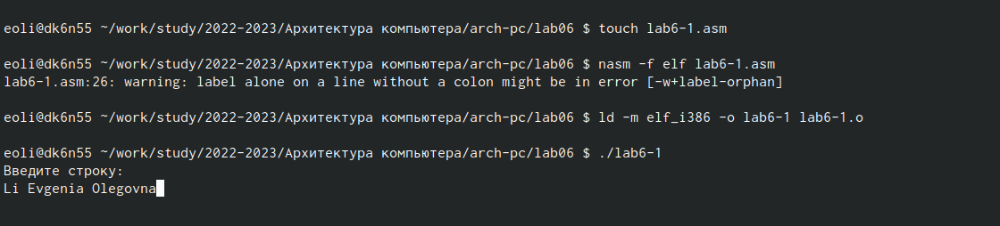 eoli@dk6n55 ~/work/study/2022-2023/Архитектура компьютера/arch-pc/lab06 $ touch lab6-1.asm
eoli@dk6n55 ~/work/study/2022-2023/Архитектура компьютера/arch-pc/lab06 $ nasm -f elf lab6-1.asm
lab6-1.asm:26: warning: label alone on a line without a colon might be in error [-w+label-orphan]
eoli@dk6n55 ~/work/study/2022-2023/Архитектура компьютера/arch-pc/lab06 $ ld -m elf_i386 -o lab6-1 lab6-1.o
eoli@dk6n55 ~/work/study/2022-2023/Архитектура компьютера/arch-pc/lab06 $ ./lab6-1
Введите строку:
Li Evgenia Olegovna